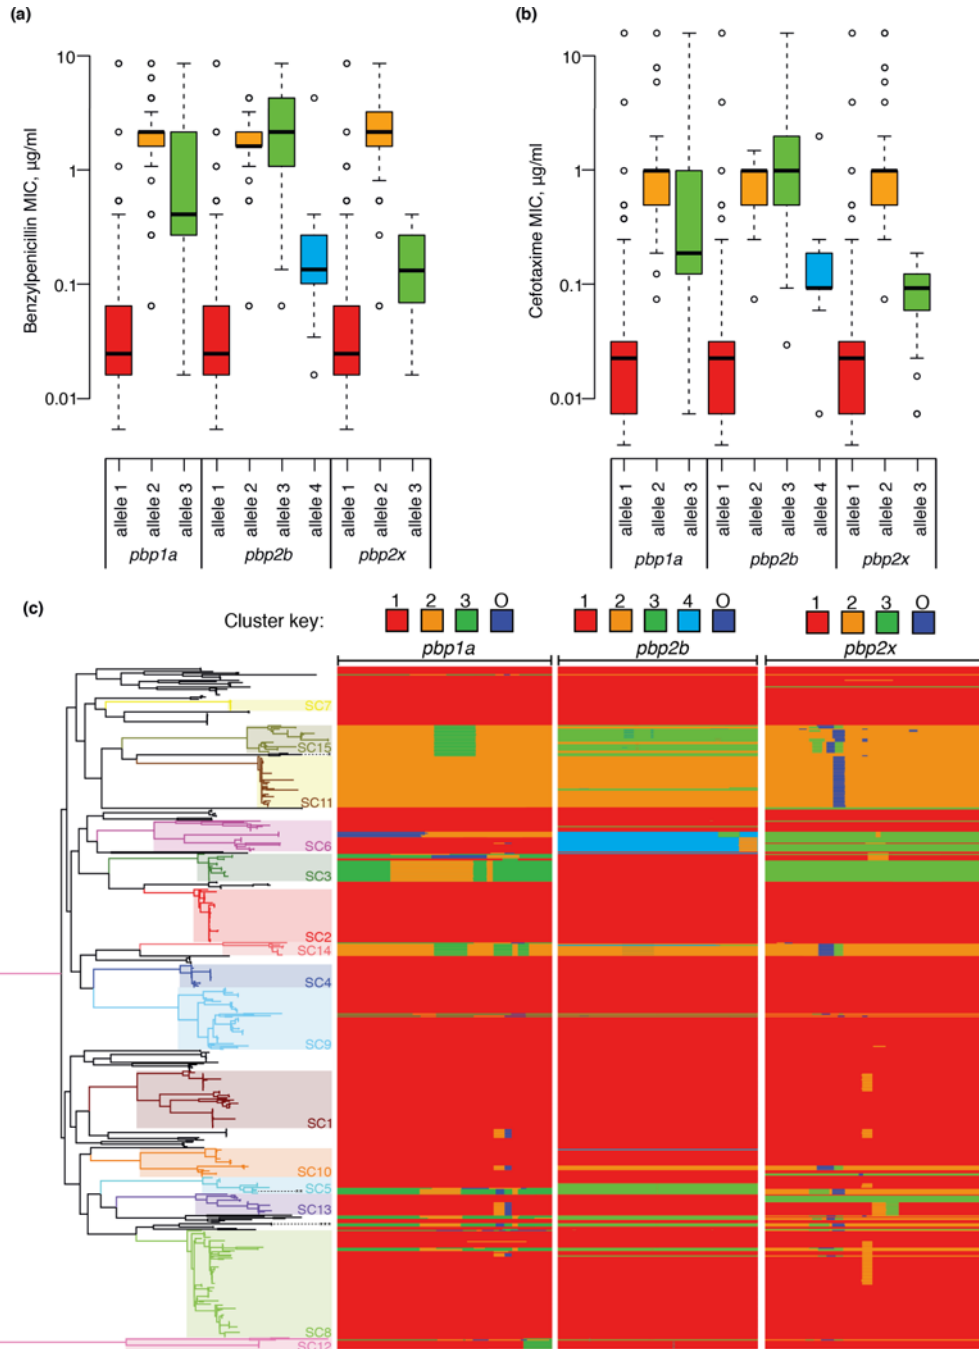 (a)
10
1
0.1
0.01
Benzylpenicillin MIC, µg/ml
allele 1
allele 2
allele 3
allele 1
allele 2
allele 3
allele 4
allele 1
allele 2
allele 3
pbp1a
pbp2b
pbp2x
(b)
10
1
0.1
0.01
Cefotaxime MIC, µg/ml
allele 1
allele 2
allele 3
allele 1
allele 2
allele 3
allele 4
allele 1
allele 2
allele 3
pbp1a
pbp2b
pbp2x
(c)
Cluster key:
1 2 3 O
1 2 3 4 O
1 2 3 O
pbp1a
pbp2b
pbp2x
SC7
SC15
SC11
SC6
SC3
SC2
SC14
SC4
SC9
SC1
SC10
SC5
SC13
SC8
SC12